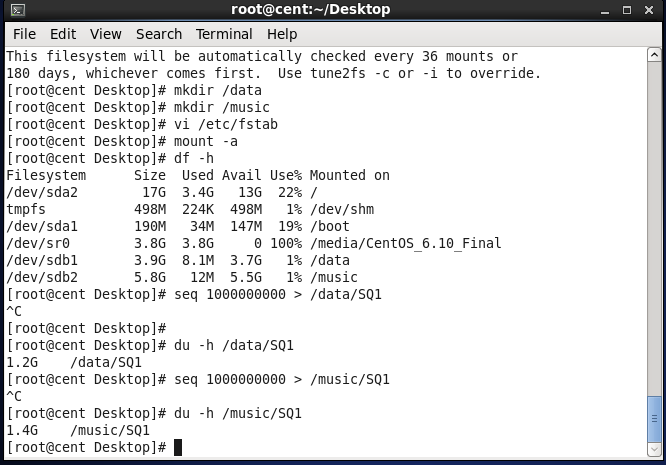 root@cent:~/Desktop
File Edit View Search Terminal Help
This filesystem will be automatically checked every 36 mounts or
180 days, whichever comes first.  Use tune2fs -c or -i to override.
[root@cent Desktop]# mkdir /data
[root@cent Desktop]# mkdir /music
[root@cent Desktop]# vi /etc/fstab
[root@cent Desktop]# mount -a
[root@cent Desktop]# df -h
Filesystem      Size  Used Avail Use% Mounted on
/dev/sda2        17G  3.4G   13G  22% /
tmpfs           498M  224K  498M   1% /dev/shm
/dev/sda1       190M   34M  147M  19% /boot
/dev/sr0        3.8G  3.8G     0 100% /media/CentOS_6.10_Final
/dev/sdb1       3.9G  8.1M  3.7G   1% /data
/dev/sdb2       5.8G   12M  5.5G   1% /music
[root@cent Desktop]# seq 1000000000 > /data/SQ1
^C
[root@cent Desktop]#
[root@cent Desktop]# du -h /data/SQ1
1.2G    /data/SQ1
[root@cent Desktop]# seq 1000000000 > /music/SQ1
^C
[root@cent Desktop]# du -h /music/SQ1
1.4G    /music/SQ1
[root@cent Desktop]#